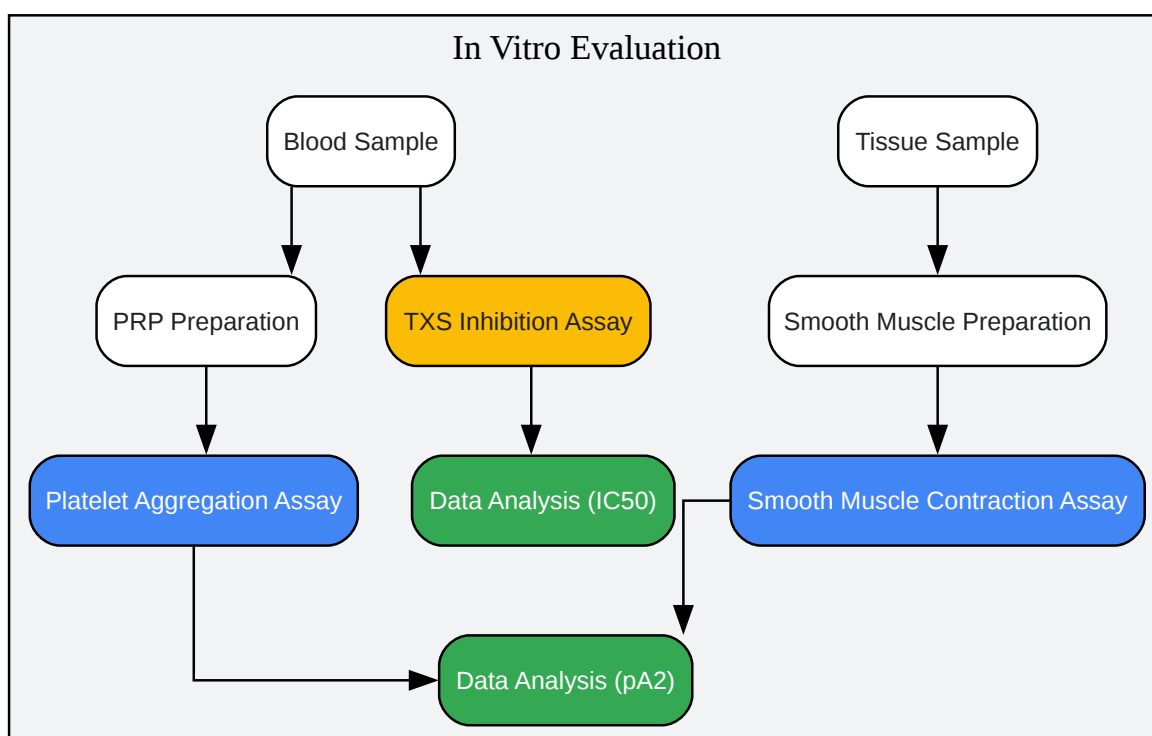 In Vitro Evaluation
Blood Sample
Tissue Sample
PRP Preparation
TXS Inhibition Assay
Smooth Muscle Preparation
Platelet Aggregation Assay
Data Analysis (IC50)
Smooth Muscle Contraction Assay
Data Analysis (pA2)